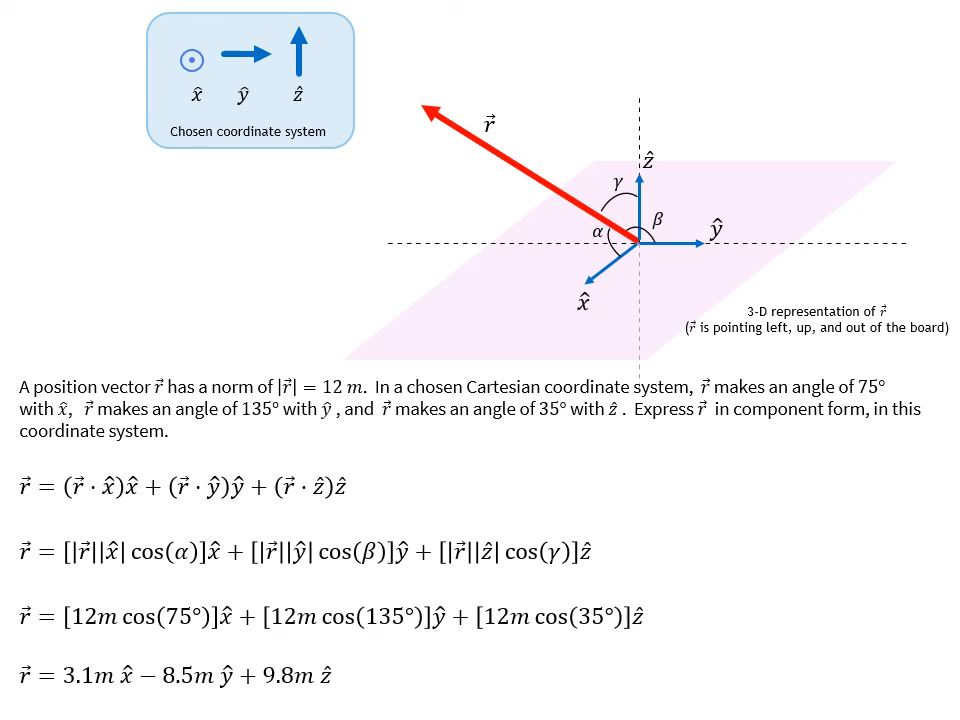 x̂ ŷ ẑ
Chosen coordinate system
r⃗
ẑ
γ
β
α
ŷ
x̂
3-D representation of r⃗
(r⃗ is pointing left, up, and out of the board)
A position vector r⃗ has a norm of |r⃗| = 12 m. In a chosen Cartesian coordinate system, r⃗ makes an angle of 75°
with x̂, r⃗ makes an angle of 135° with ŷ , and r⃗ makes an angle of 35° with ẑ . Express r⃗ in component form, in this
coordinate system.
r⃗ = (r⃗ · x̂)x̂ + (r⃗ · ŷ)ŷ + (r⃗ · ẑ)ẑ
r⃗ = [|r⃗||x̂| cos(α)]x̂ + [|r⃗||ŷ| cos(β)]ŷ + [|r⃗||ẑ| cos(γ)]ẑ
r⃗ = [12m cos(75°)]x̂ + [12m cos(135°)]ŷ + [12m cos(35°)]ẑ
r⃗ = 3.1m x̂ − 8.5m ŷ + 9.8m ẑ